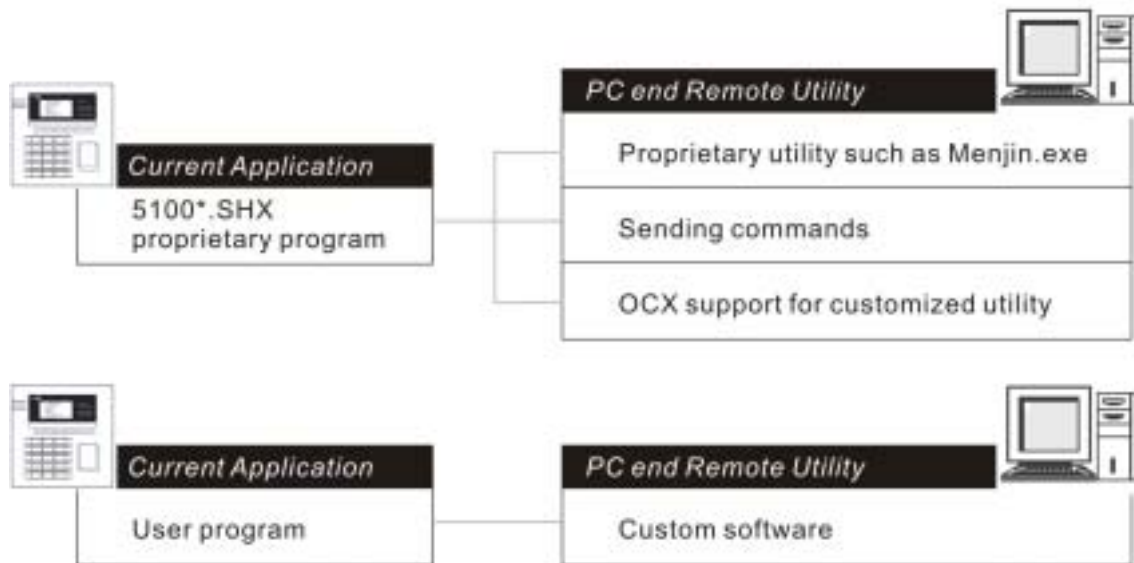 PC end Remote Utility
Current Application
5100*.SHX
proprietary program
Proprietary utility such as Menjin.exe
Sending commands
OCX support for customized utility
Current Application
User program
PC end Remote Utility
Custom software